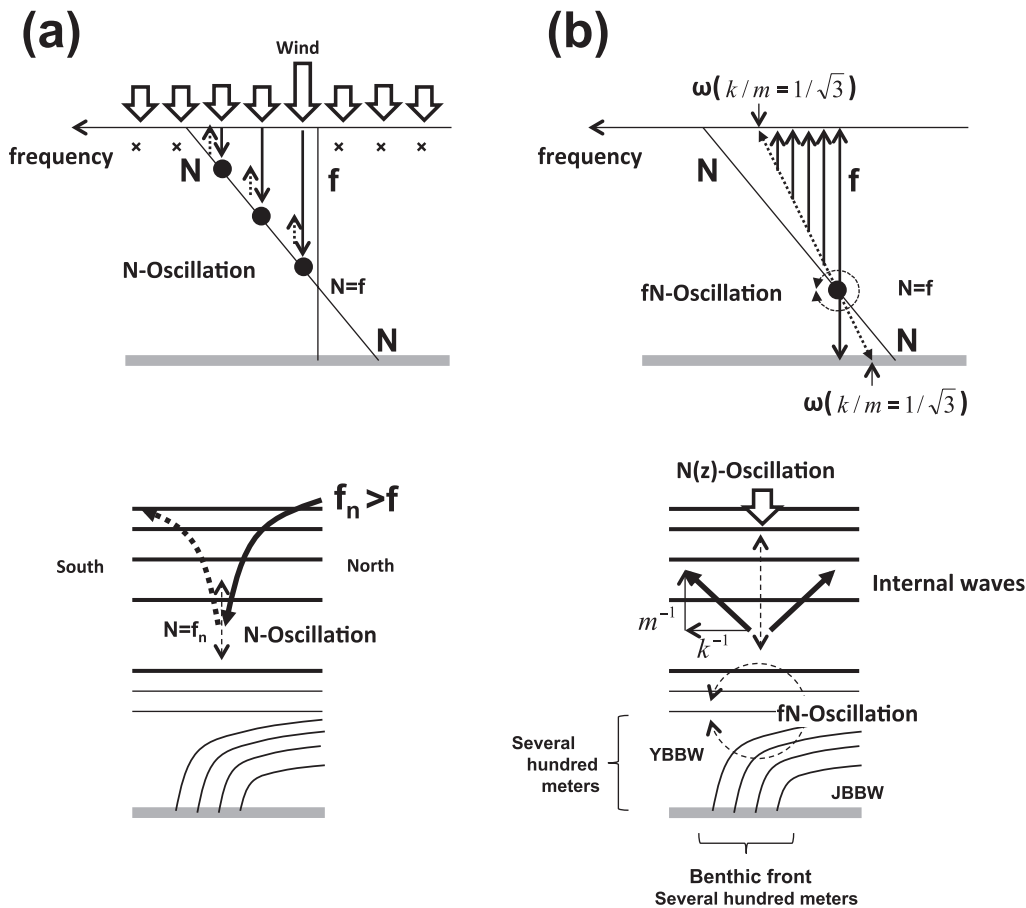 (a)
Wind
frequency
× × × × ×
N
f
N-Oscillation
N=f
N
fn >f
South
North
N=fn
N-Oscillation
(b)
ω( k / m = 1/√3 )
frequency
N
f
fN-Oscillation
N=f
N
ω( k / m = 1/√3 )
N(z)-Oscillation
Internal waves
m⁻¹
k⁻¹
fN-Oscillation
Several
hundred
meters
YBBW
JBBW
Benthic front
Several hundred meters